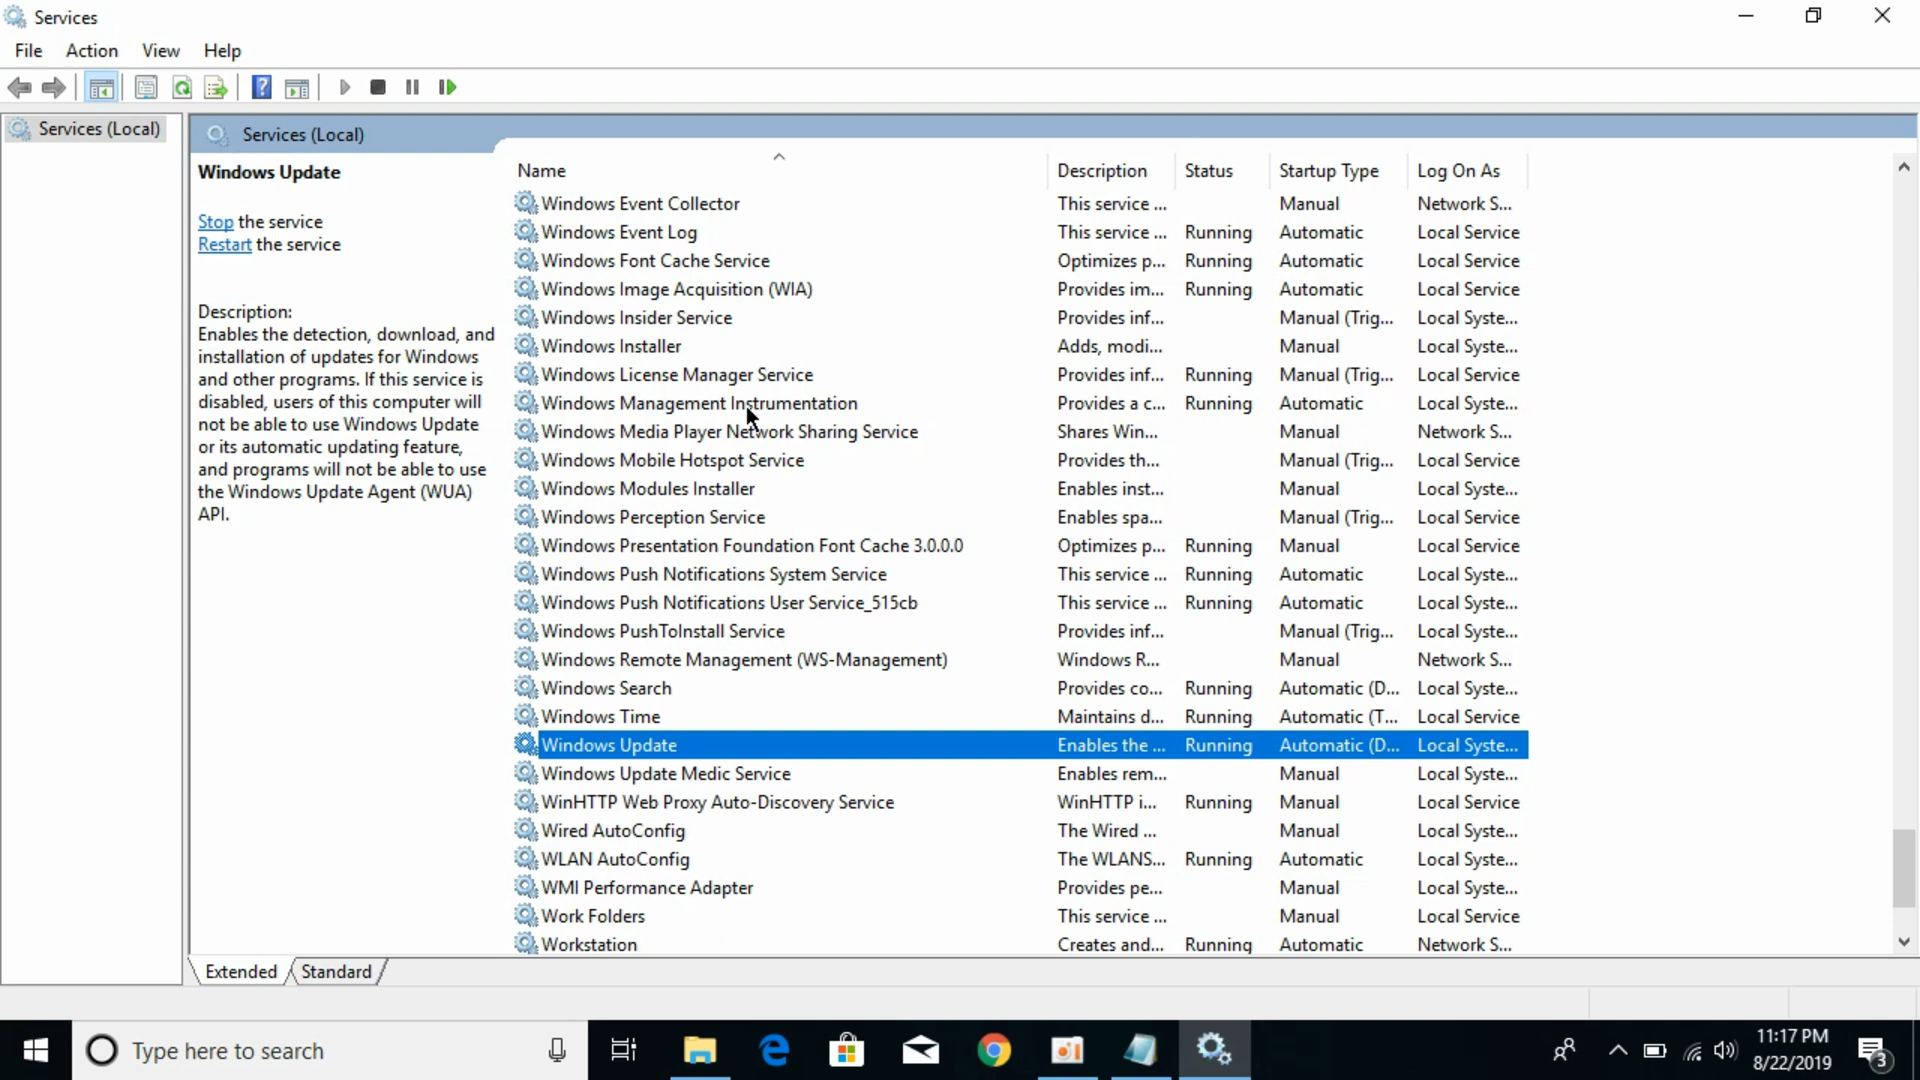 Services
File Action View Help
Services (Local)
Services (Local)
Windows Update
Stop the service
Restart the service
Description:
Enables the detection, download, and
installation of updates for Windows
and other programs. If this service is
disabled, users of this computer will
not be able to use Windows Update
or its automatic updating feature,
and programs will not be able to use
the Windows Update Agent (WUA)
API.
Name Description Status Startup Type Log On As
Windows Event Collector This service ... Manual Network S...
Windows Event Log This service ... Running Automatic Local Service
Windows Font Cache Service Optimizes p... Running Automatic Local Service
Windows Image Acquisition (WIA) Provides im... Running Automatic Local Service
Windows Insider Service Provides inf... Manual (Trig... Local Syste...
Windows Installer Adds, modi... Manual Local Syste...
Windows License Manager Service Provides inf... Running Manual (Trig... Local Service
Windows Management Instrumentation Provides a c... Running Automatic Local Syste...
Windows Media Player Network Sharing Service Shares Win... Manual Network S...
Windows Mobile Hotspot Service Provides th... Manual (Trig... Local Service
Windows Modules Installer Enables inst... Manual Local Syste...
Windows Perception Service Enables spa... Manual (Trig... Local Service
Windows Presentation Foundation Font Cache 3.0.0.0 Optimizes p... Running Manual Local Service
Windows Push Notifications System Service This service ... Running Automatic Local Syste...
Windows Push Notifications User Service_515cb This service ... Running Automatic Local Syste...
Windows PushToInstall Service Provides inf... Manual (Trig... Local Syste...
Windows Remote Management (WS-Management) Windows R... Manual Network S...
Windows Search Provides co... Running Automatic (D... Local Syste...
Windows Time Maintains d... Running Automatic (T... Local Service
Windows Update Enables the ... Running Automatic (D... Local Syste...
Windows Update Medic Service Enables rem... Manual Local Syste...
WinHTTP Web Proxy Auto-Discovery Service WinHTTP i... Running Manual Local Service
Wired AutoConfig The Wired ... Manual Local Syste...
WLAN AutoConfig The WLANS... Running Automatic Local Syste...
WMI Performance Adapter Provides pe... Manual Local Syste...
Work Folders This service ... Manual Local Service
Workstation Creates and... Running Automatic Network S...
Extended Standard
Type here to search
11:17 PM
8/22/2019
3